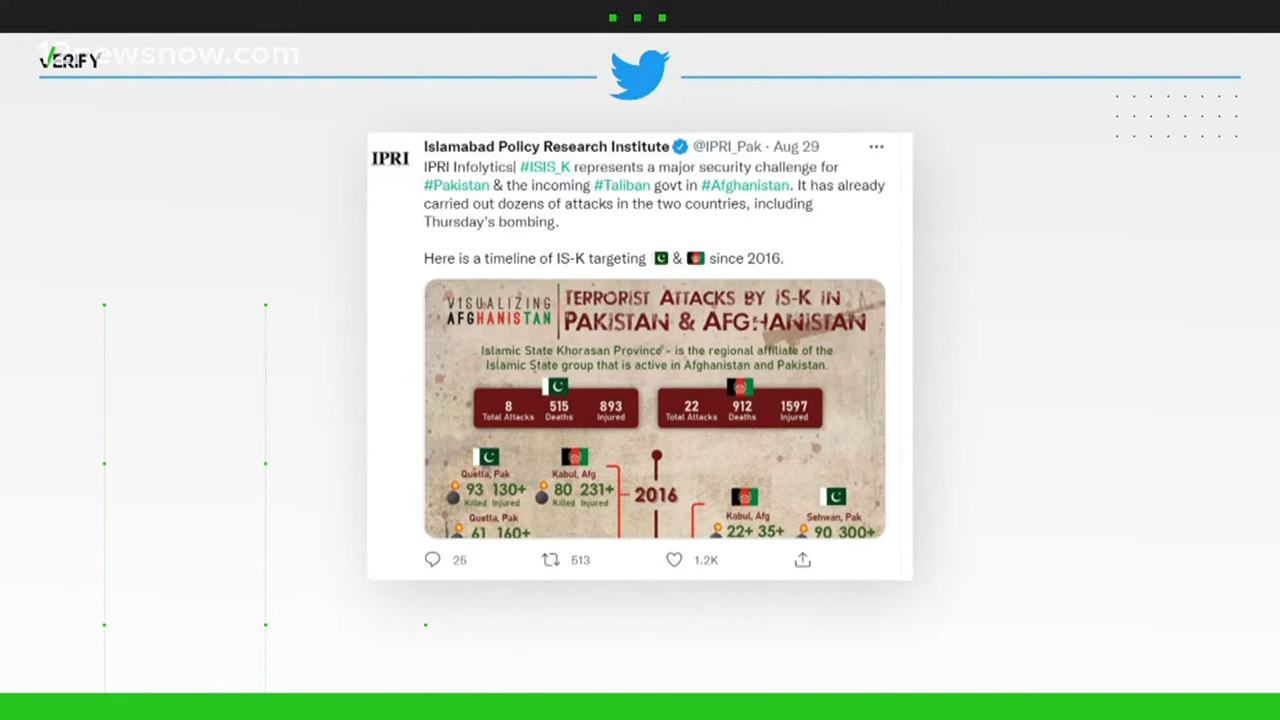 12newsnow.com
VERIFY
IPRI
Islamabad Policy Research Institute @IPRI_Pak · Aug 29
IPRI Infolytics| #ISIS_K represents a major security challenge for
#Pakistan & the incoming #Taliban govt in #Afghanistan. It has already
carried out dozens of attacks in the two countries, including
Thursday's bombing.
Here is a timeline of IS-K targeting 🇵🇰 & 🇦🇫 since 2016.
VISUALIZING
AFGHANISTAN
TERRORIST ATTACKS BY IS-K IN
PAKISTAN & AFGHANISTAN
Islamic State Khorasan Province - is the regional affiliate of the
Islamic State group that is active in Afghanistan and Pakistan.
8 515 893
Total Attacks Deaths Injured
22 912 1597
Total Attacks Deaths Injured
Quetta, Pak
93 130+
Killed Injured
Kabul, Afg
80 231+
Killed Injured
2016
Quetta, Pak
61 160+
Kabul, Afg
22+ 35+
Sehwan, Pak
90 300+
25 513 1.2K